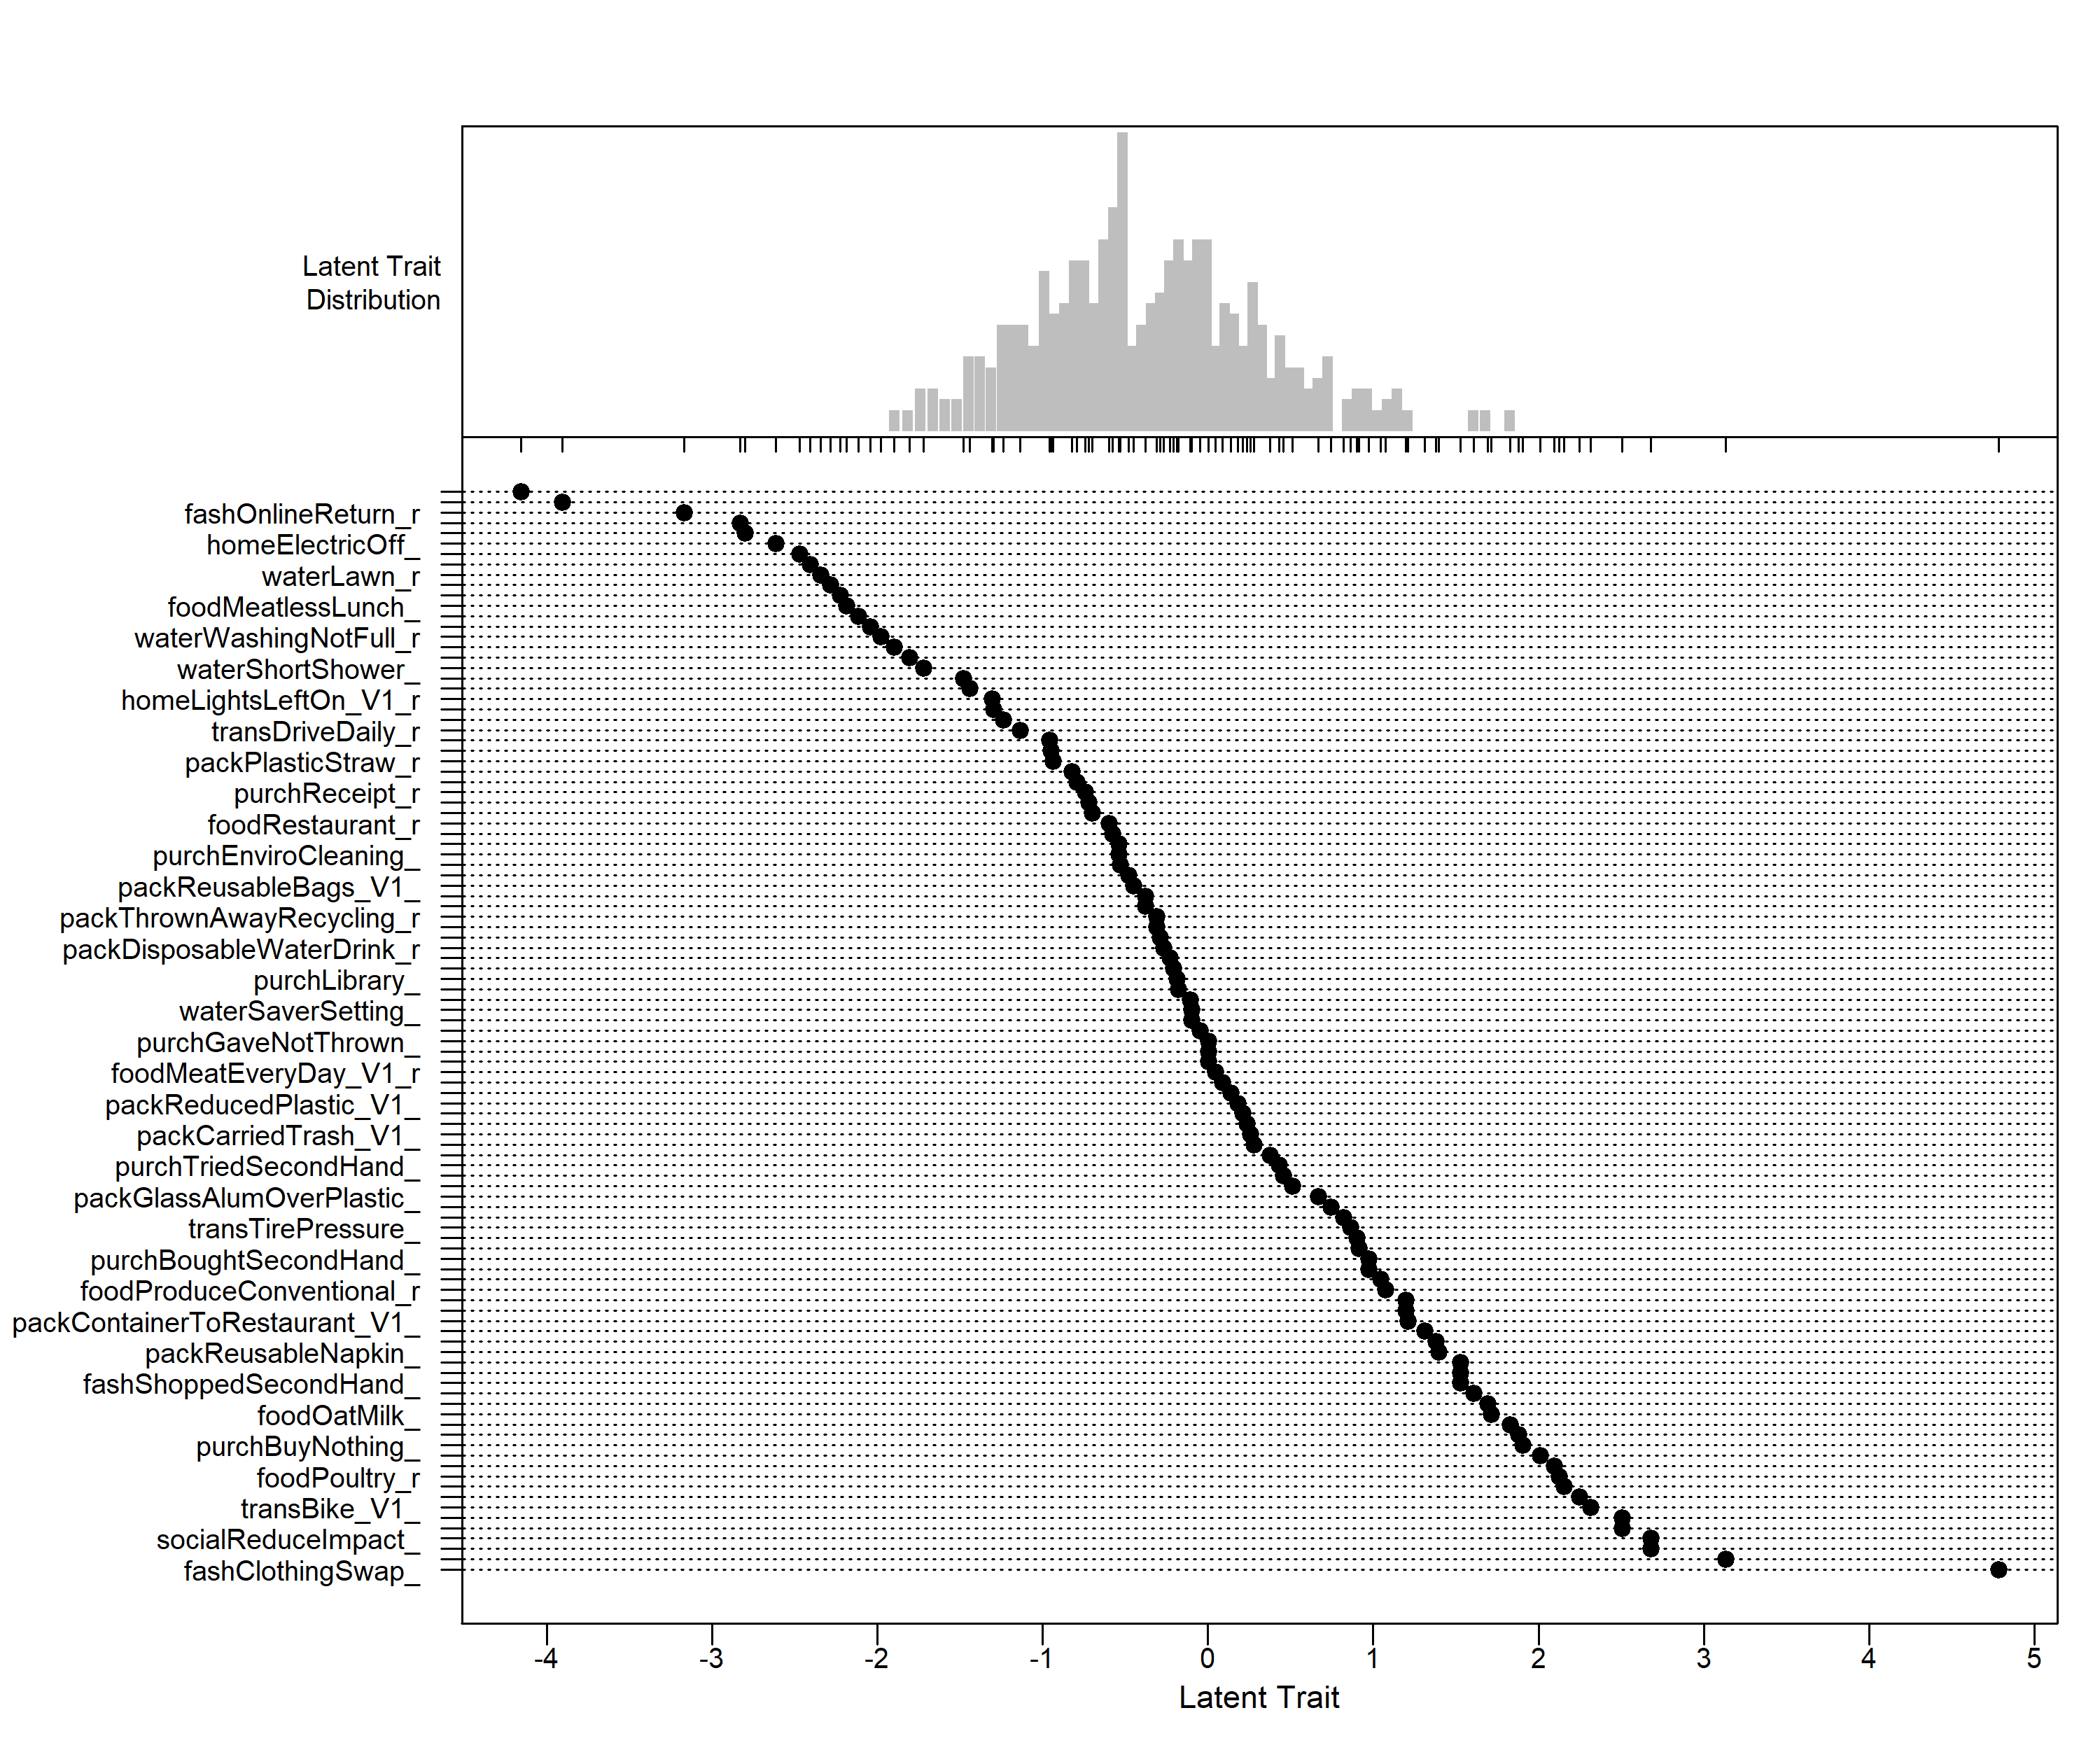 Latent Trait
Distribution
fashOnlineReturn_r
homeElectricOff_
waterLawn_r
foodMeatlessLunch_
waterWashingNotFull_r
waterShortShower_
homeLightsLeftOn_V1_r
transDriveDaily_r
packPlasticStraw_r
purchReceipt_r
foodRestaurant_r
purchEnviroCleaning_
packReusableBags_V1_
packThrownAwayRecycling_r
packDisposableWaterDrink_r
purchLibrary_
waterSaverSetting_
purchGaveNotThrown_
foodMeatEveryDay_V1_r
packReducedPlastic_V1_
packCarriedTrash_V1_
purchTriedSecondHand_
packGlassAlumOverPlastic_
transTirePressure_
purchBoughtSecondHand_
foodProduceConventional_r
packContainerToRestaurant_V1_
packReusableNapkin_
fashShoppedSecondHand_
foodOatMilk_
purchBuyNothing_
foodPoultry_r
transBike_V1_
socialReduceImpact_
fashClothingSwap_
-4 -3 -2 -1 0 1 2 3 4 5
Latent Trait